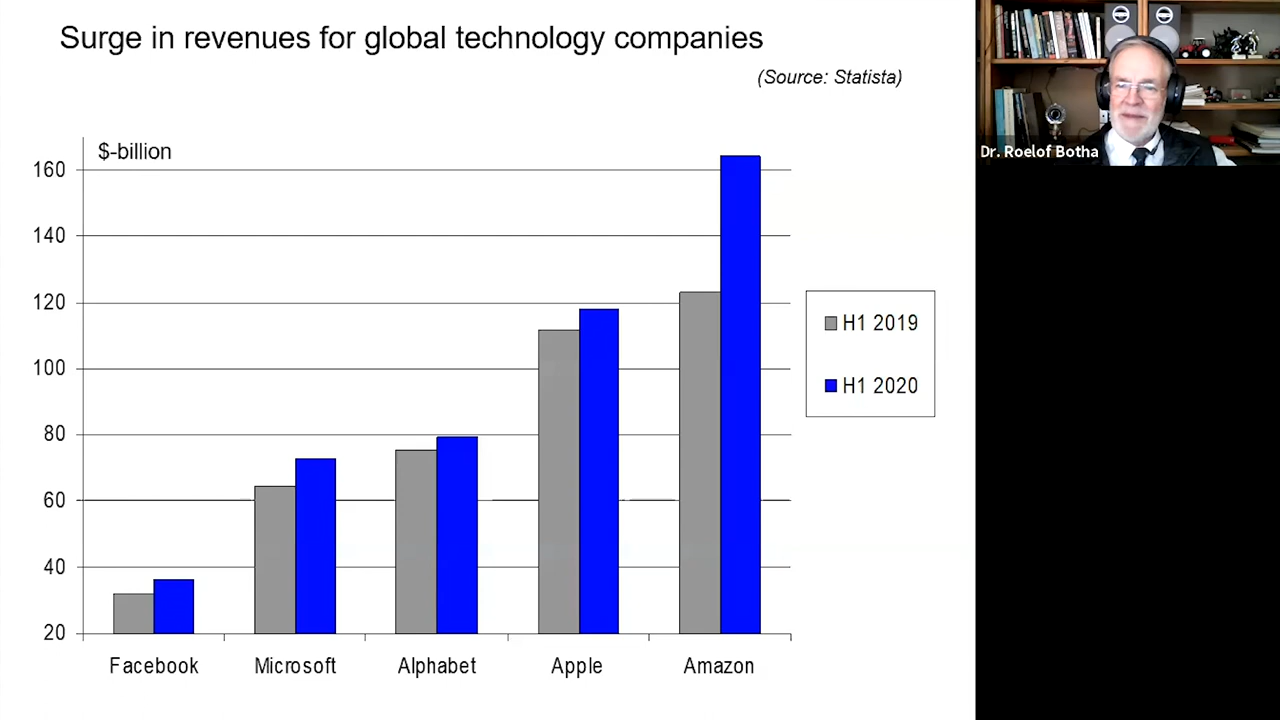 Surge in revenues for global technology companies
(Source: Statista)
$-billion
160
140
120
100
80
60
40
20
H1 2019
H1 2020
Facebook Microsoft Alphabet Apple Amazon
Dr. Roelof Botha